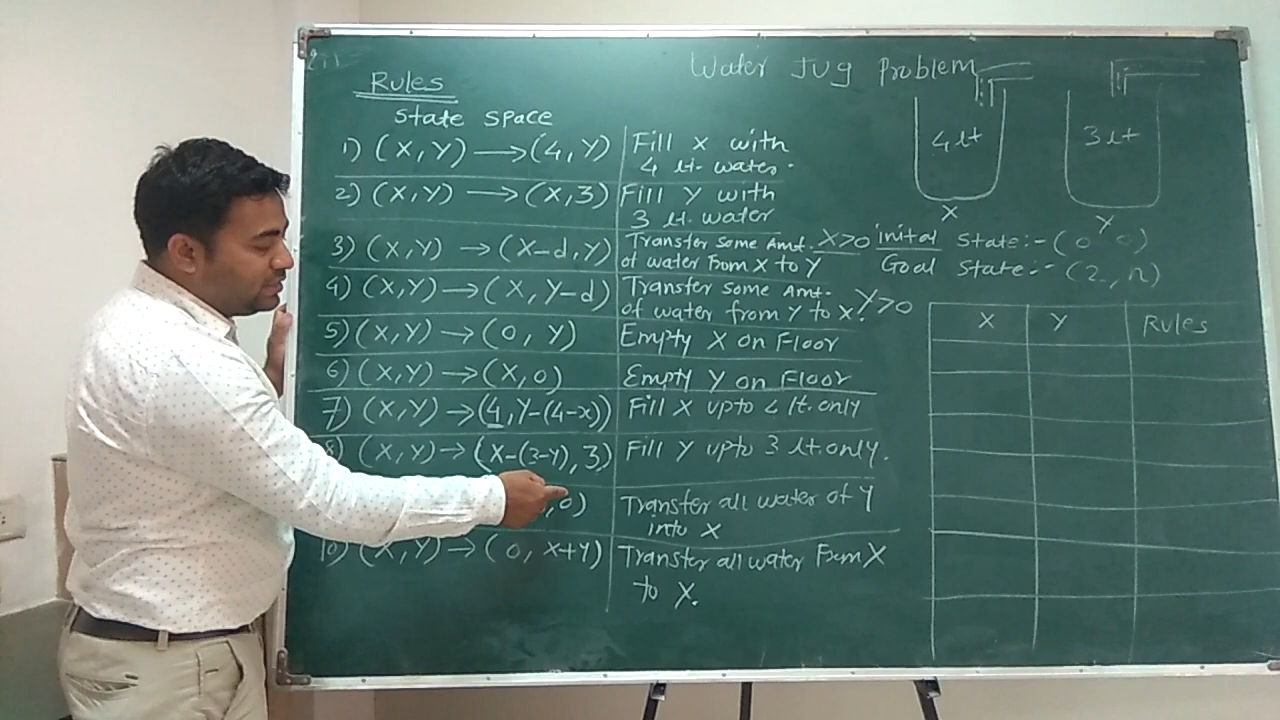 Water Jug Problem
Rules
State space
1) (X, Y) → (4, Y) Fill X with
4 lt. water.
2) (X, Y) → (X, 3) Fill Y with
3 lt. water
3) (X, Y) → (X-d, Y) Transfer some Amt. X>0
of water From X to Y
4) (X, Y) → (X, Y-d) Transfer some Amt.
of water from Y to X. Y>0
5) (X, Y) → (0, Y) Empty X on Floor
6) (X, Y) → (X, 0) Empty Y on Floor
7) (X, Y) → (4, Y-(4-x)) Fill X upto 4 lt. only
8) (X, Y) → (X-(3-Y), 3) Fill Y upto 3 lt. only.
, 0) Transfer all water of Y
into X
10) (X, Y) → (0, X+Y) Transfer all water From X
to X.
4 lt
3 lt
X
Y
inital State:- (0 0)
Goal State:- (2, n)
X Y Rules